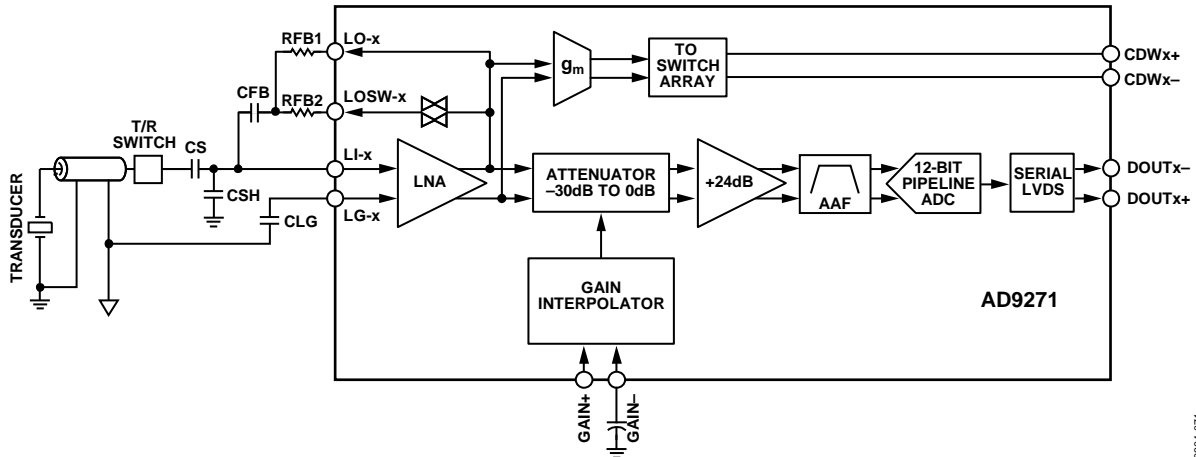 RFB1
LO-x
CFB
RFB2
LOSW-x
T/R
SWITCH
CS
LI-x
CSH
LG-x
CLG
TRANSDUCER
LNA
gm
TO
SWITCH
ARRAY
CDWx+
CDWx–
ATTENUATOR
–30dB TO 0dB
+24dB
AAF
12-BIT
PIPELINE
ADC
SERIAL
LVDS
DOUTx–
DOUTx+
GAIN
INTERPOLATOR
AD9271
GAIN+
GAIN–